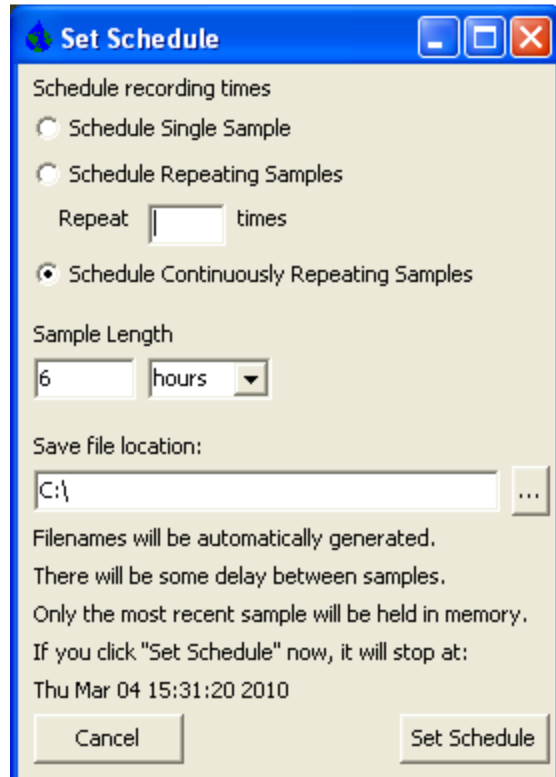 Set Schedule
Schedule recording times
Schedule Single Sample
Schedule Repeating Samples
Repeat times
Schedule Continuously Repeating Samples
Sample Length
6 hours
Save file location:
C:\ ...
Filenames will be automatically generated.
There will be some delay between samples.
Only the most recent sample will be held in memory.
If you click "Set Schedule" now, it will stop at:
Thu Mar 04 15:31:20 2010
Cancel Set Schedule